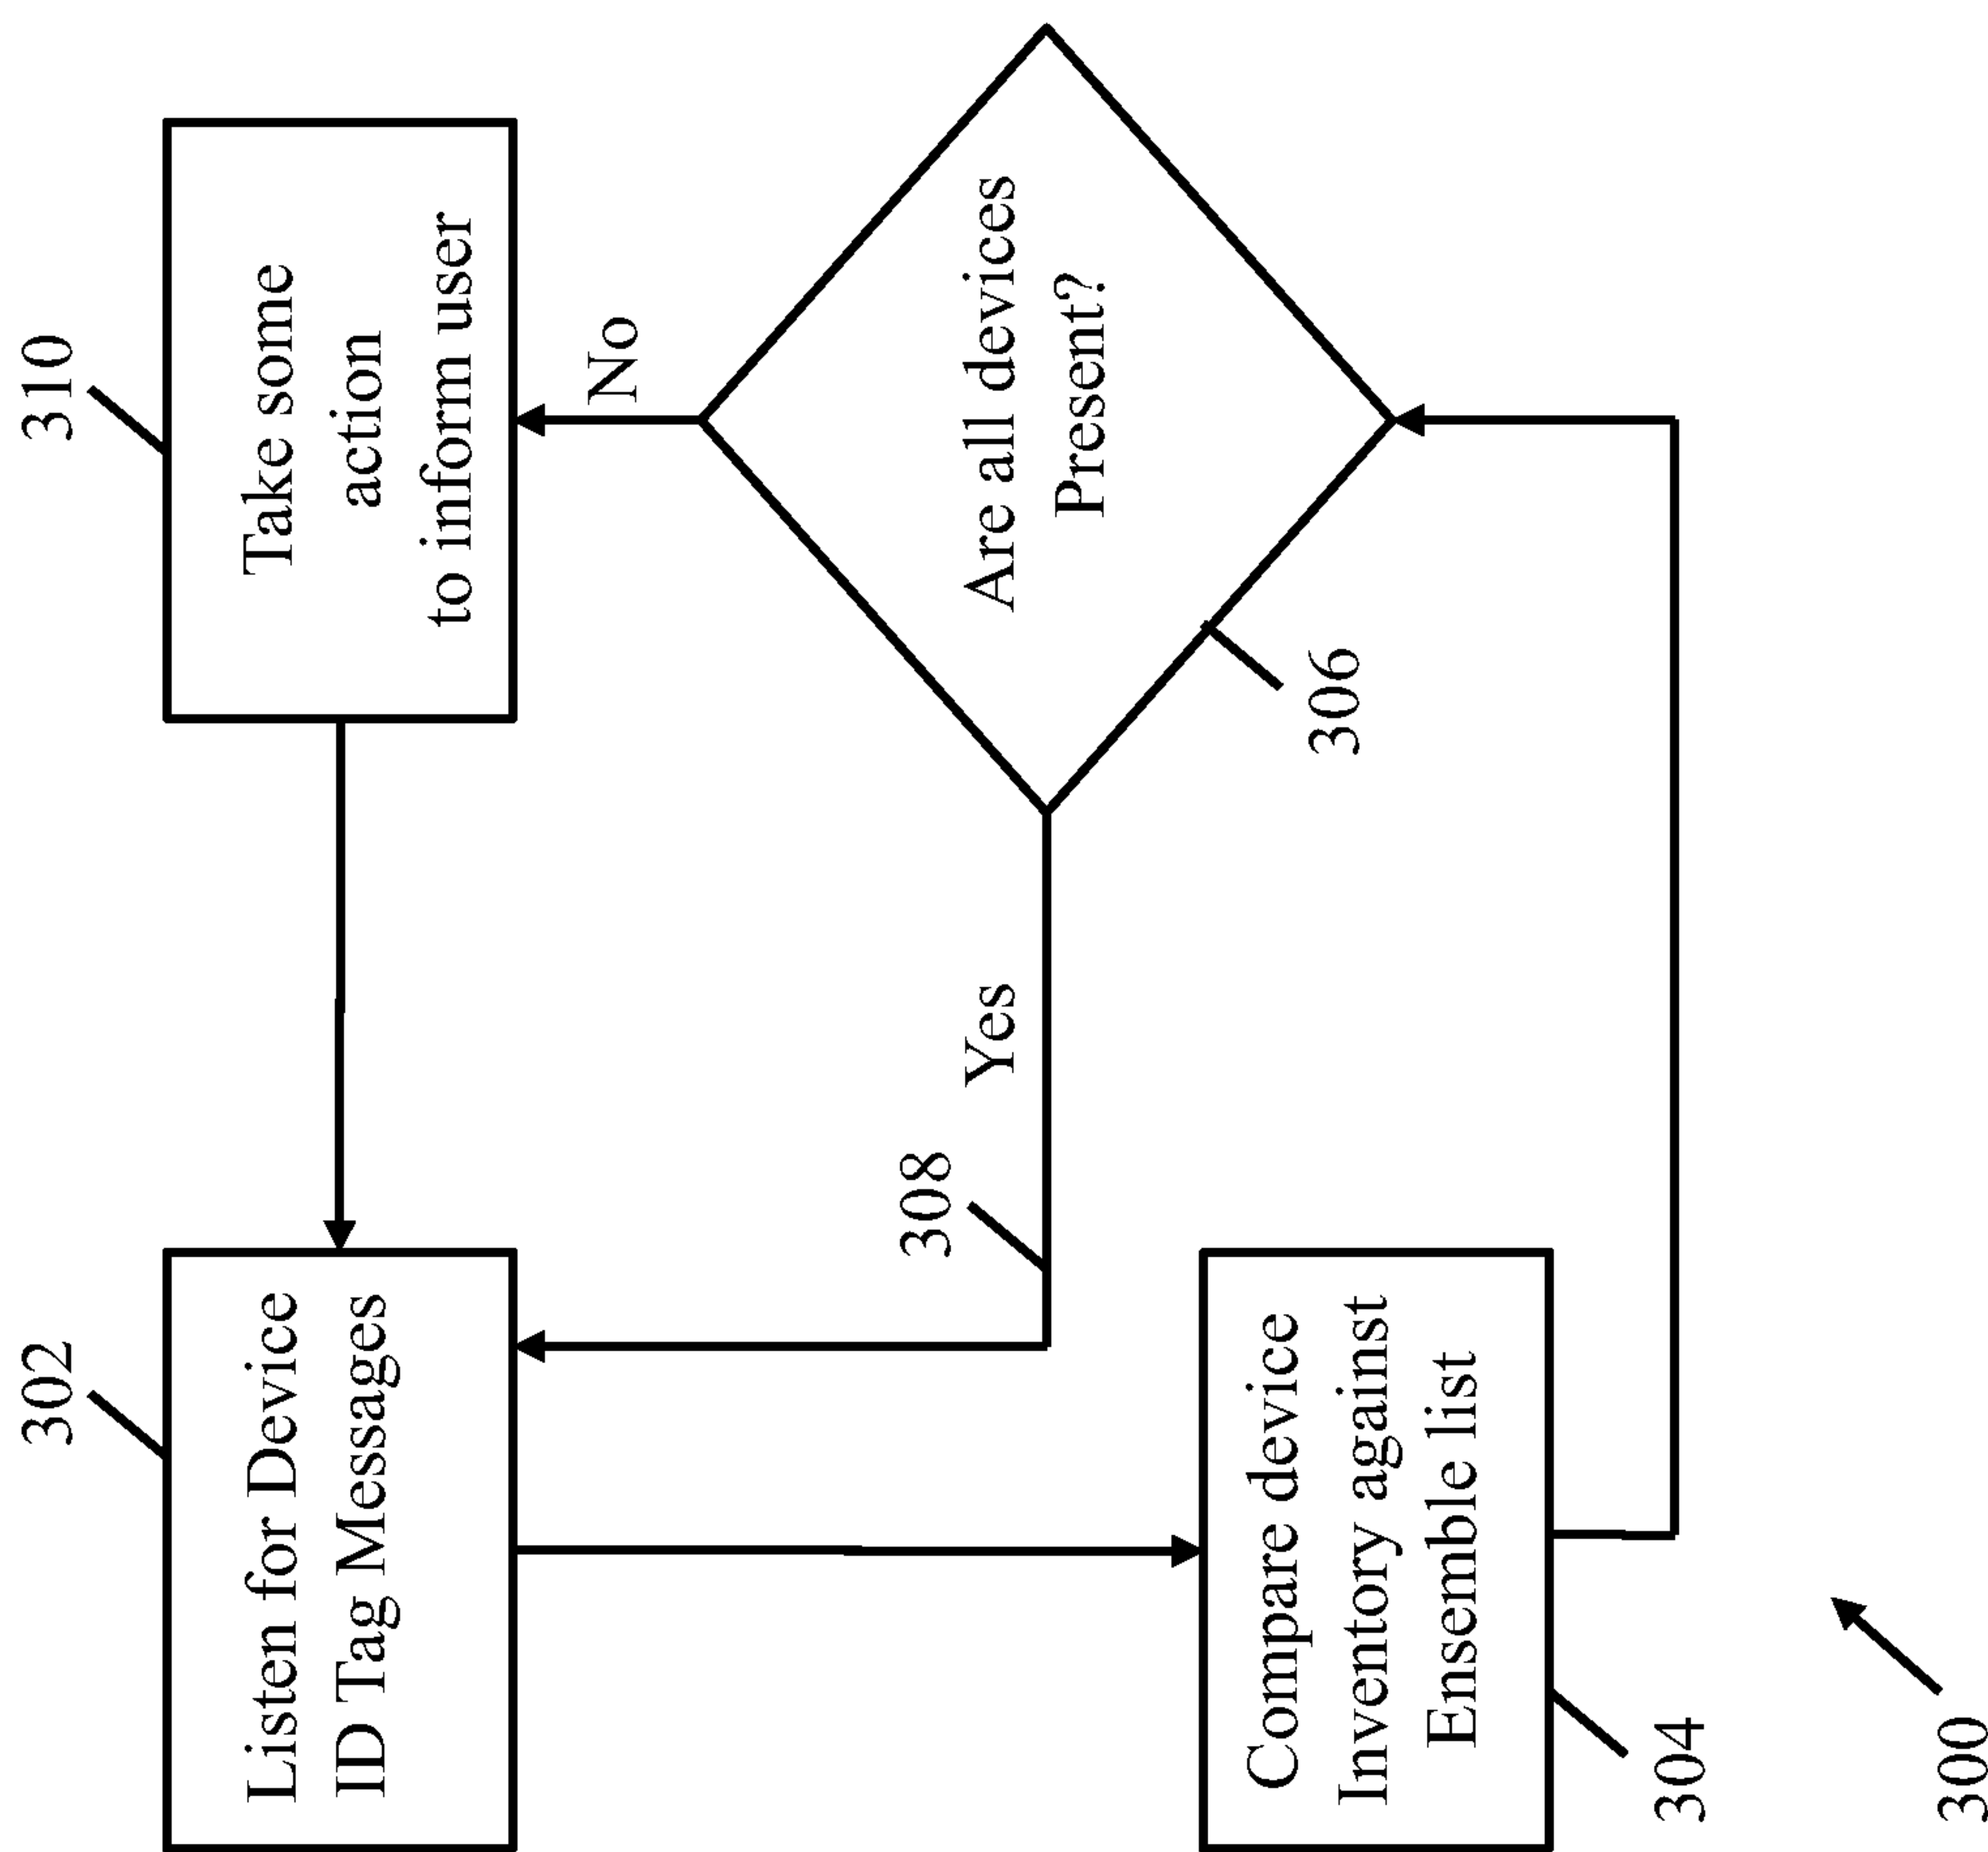 302
Listen for Device
ID Tag Messages
310
Take some
action
to inform user
No
308
Yes
Are all devices
Present?
306
Compare device
Inventory against
Ensemble list
304
300